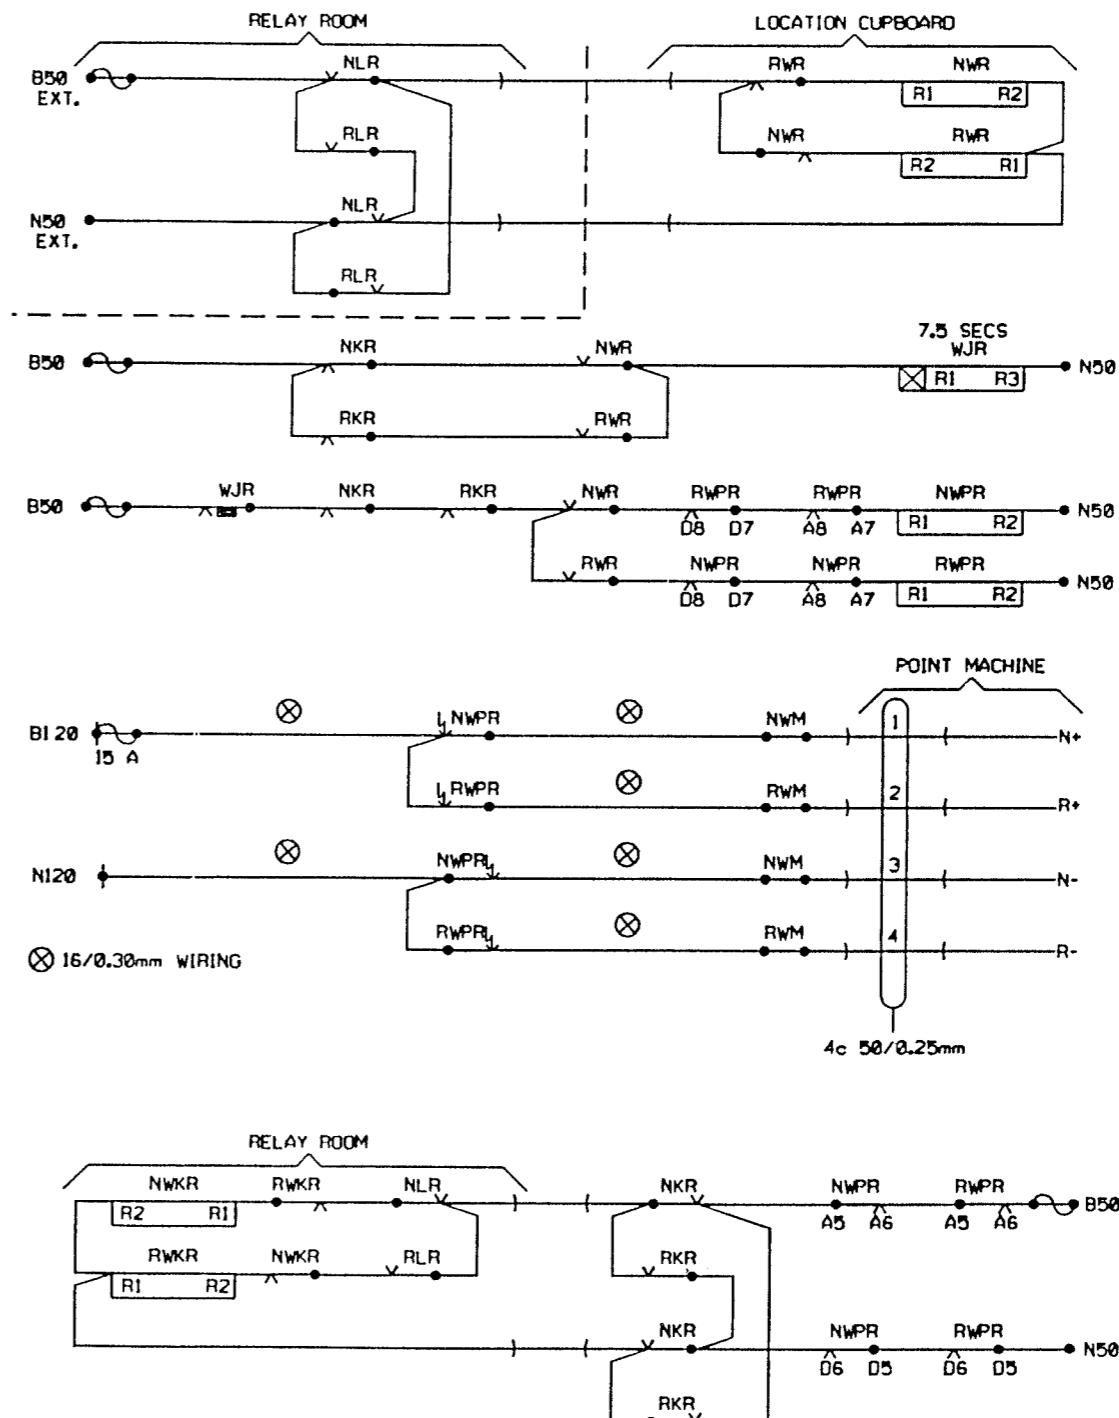 RELAY ROOM
LOCATION CUPBOARD
B50 EXT.
NLR
RWR
NWR
R1 R2
RLR
NWR
RWR
R2 R1
N50 EXT.
NLR
RLR
7.5 SECS
B50
NKR
NWR
WJR
R1 R3
N50
RKR
RWR
B50
WJR
NKR
RKR
NWR
RWPR
RWPR
NWPR
D8 D7
A8 A7
R1 R2
N50
RWR
NWPR
NWPR
RWPR
D8 D7
A8 A7
R1 R2
N50
POINT MACHINE
B120
15 A
NWPR
NWM
1
N+
RWPR
RWM
2
R+
N120
NWPR
NWM
3
N-
RWPR
RWM
4
R-
16/0.30mm WIRING
4c 50/0.25mm
RELAY ROOM
NWKR
RWKR
NLR
NKR
NWPR
RWPR
R2 R1
A5 A6
A5 A6
B50
RWKR
NWKR
RLR
RKR
R1 R2
NKR
NWPR
RWPR
D6 D5
D6 D5
N50
RKR